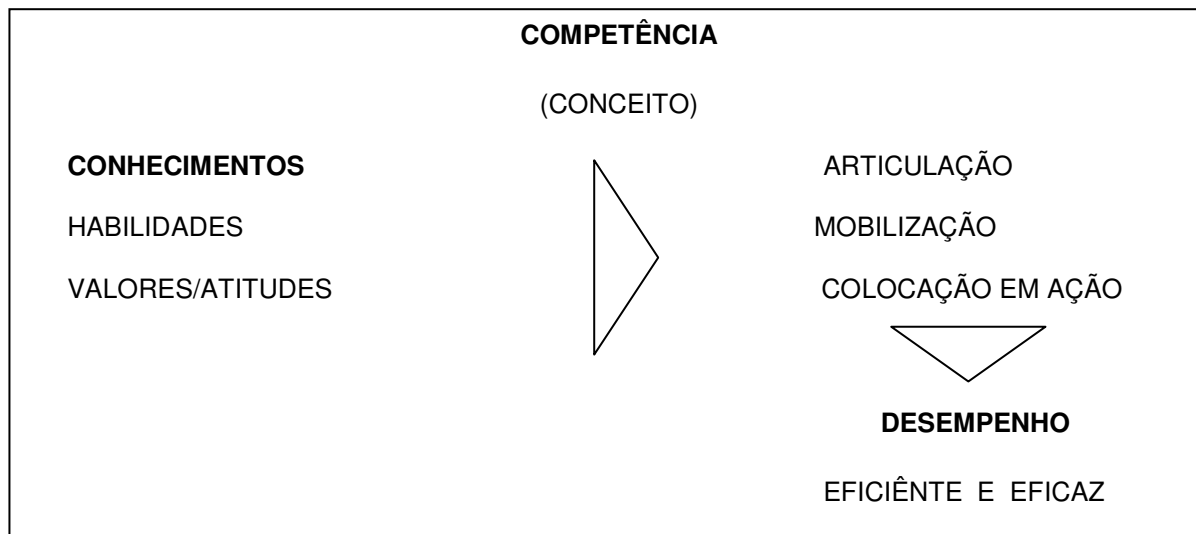 COMPETÊNCIA
(CONCEITO)
CONHECIMENTOS ARTICULAÇÃO
HABILIDADES MOBILIZAÇÃO
VALORES/ATITUDES COLOCAÇÃO EM AÇÃO
DESEMPENHO
EFICIÊNTE E EFICAZ